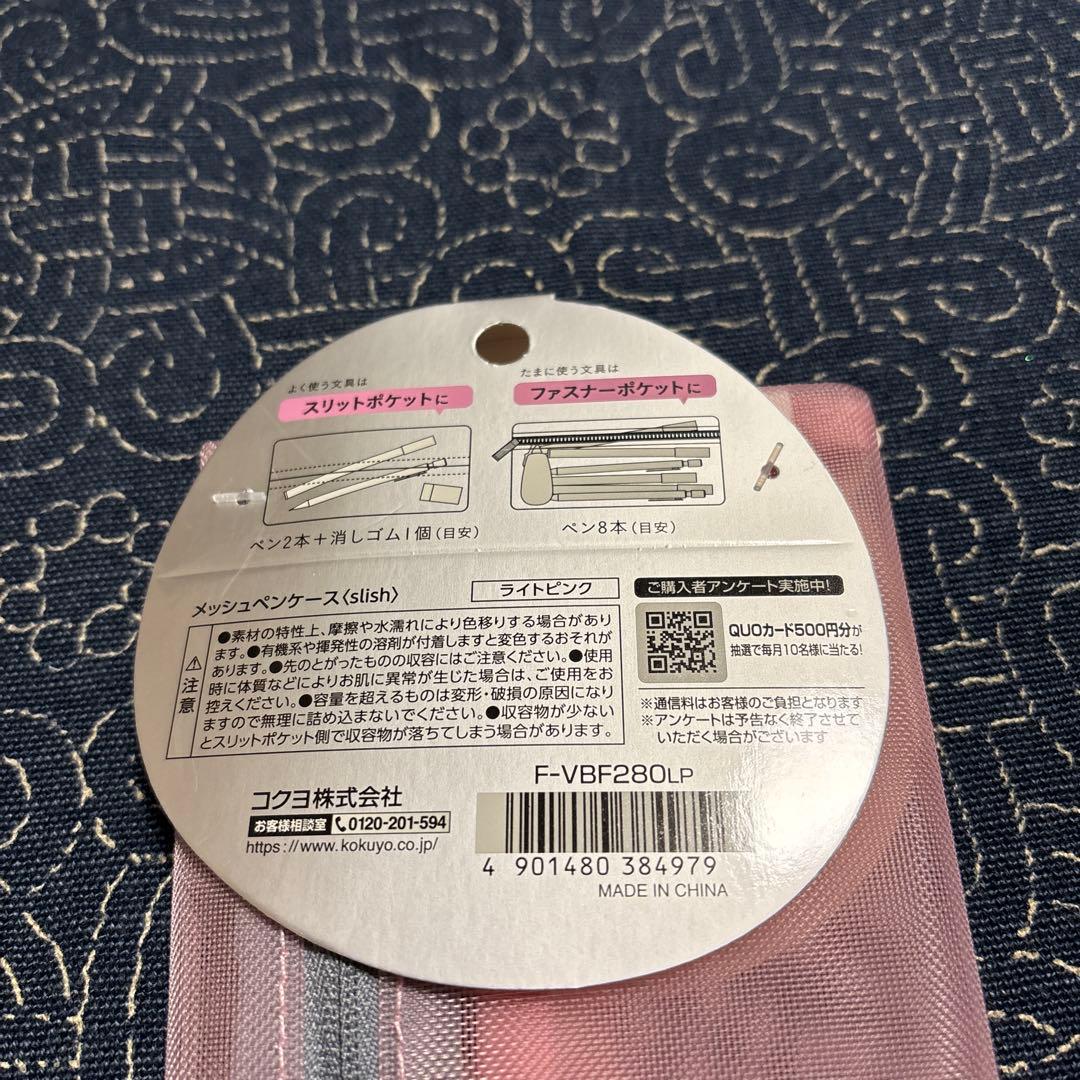 よく使う文具は
スリットポケットに
たまに使う文具は
ファスナーポケットに
ペン2本＋消しゴム1個（目安）
ペン8本（目安）
メッシュペンケース〈slish〉
ライトピンク
注意
●素材の特性上、摩擦や水濡れにより色移りする場合があり
ます。●有機系や揮発性の溶剤が付着しますと変色するおそれが
あります。●先のとがったものの収容にはご注意ください。●使用
時に体質などによりお肌に異常が生じた場合は、ご使用をお
控えください。●容量を超えるものは変形・破損の原因になり
ますので無理に詰め込まないでください。●収容物が少ない
とスリットポケット側で収容物が落ちてしまう場合があります。
ご購入者アンケート実施中！
QUOカード500円分が
抽選で毎月10名様に当たる！
※通信料はお客様のご負担となります
※アンケートは予告なく終了させて
いただく場合がございます
コクヨ株式会社
お客様相談室 0120-201-594
https://www.kokuyo.co.jp/
F-VBF280LP
4 901480 384979
MADE IN CHINA